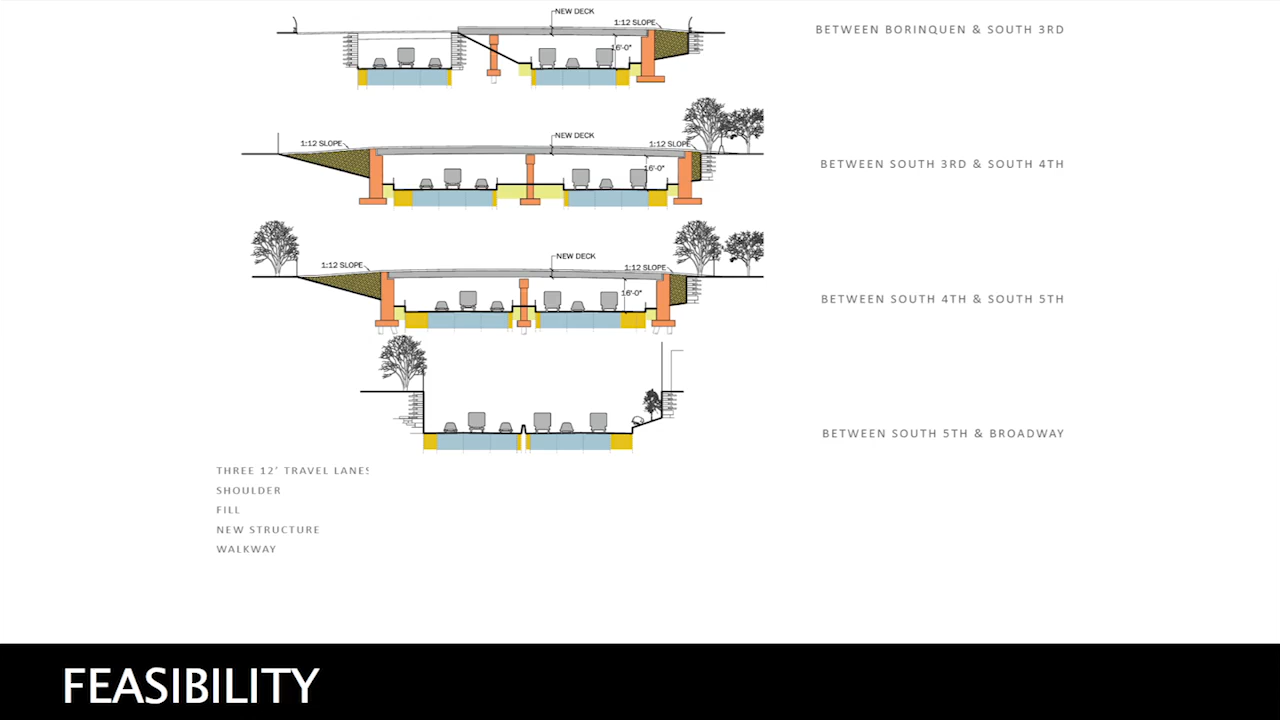 NEW DECK
1:12 SLOPE
16'-0"
BETWEEN BORINQUEN & SOUTH 3RD
NEW DECK
1:12 SLOPE
1:12 SLOPE
16'-0"
BETWEEN SOUTH 3RD & SOUTH 4TH
NEW DECK
1:12 SLOPE
1:12 SLOPE
16'-0"
BETWEEN SOUTH 4TH & SOUTH 5TH
BETWEEN SOUTH 5TH & BROADWAY
THREE 12' TRAVEL LANES
SHOULDER
FILL
NEW STRUCTURE
WALKWAY
FEASIBILITY